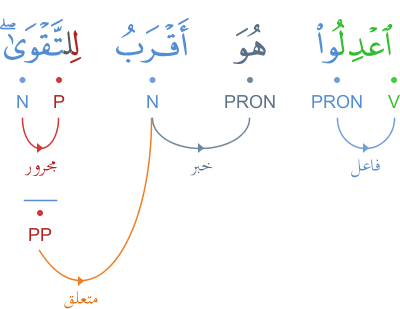 ٱعْدِلُوا۟ هُوَ أَقْرَبُ لِلتَّقْوَىٰ ۖ
V PRON PRON N P N
فاعل خبر مجرور
PP
متعلق